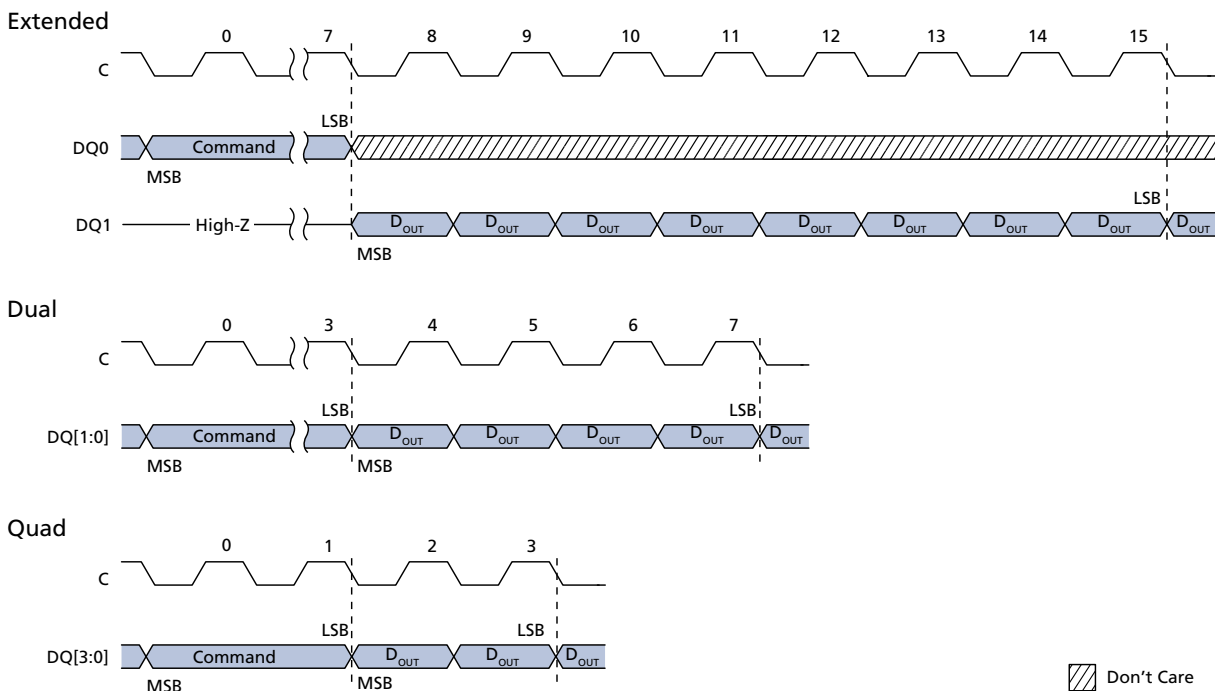 Extended
0 7 8 9 10 11 12 13 14 15
C
LSB
DQ0 Command
MSB
LSB
DQ1 High-Z DOUT DOUT DOUT DOUT DOUT DOUT DOUT DOUT DOUT
MSB
Dual
0 3 4 5 6 7
C
LSB LSB
DQ[1:0] Command DOUT DOUT DOUT DOUT DOUT
MSB MSB
Quad
0 1 2 3
C
LSB LSB
DQ[3:0] Command DOUT DOUT DOUT
MSB MSB
Don't Care